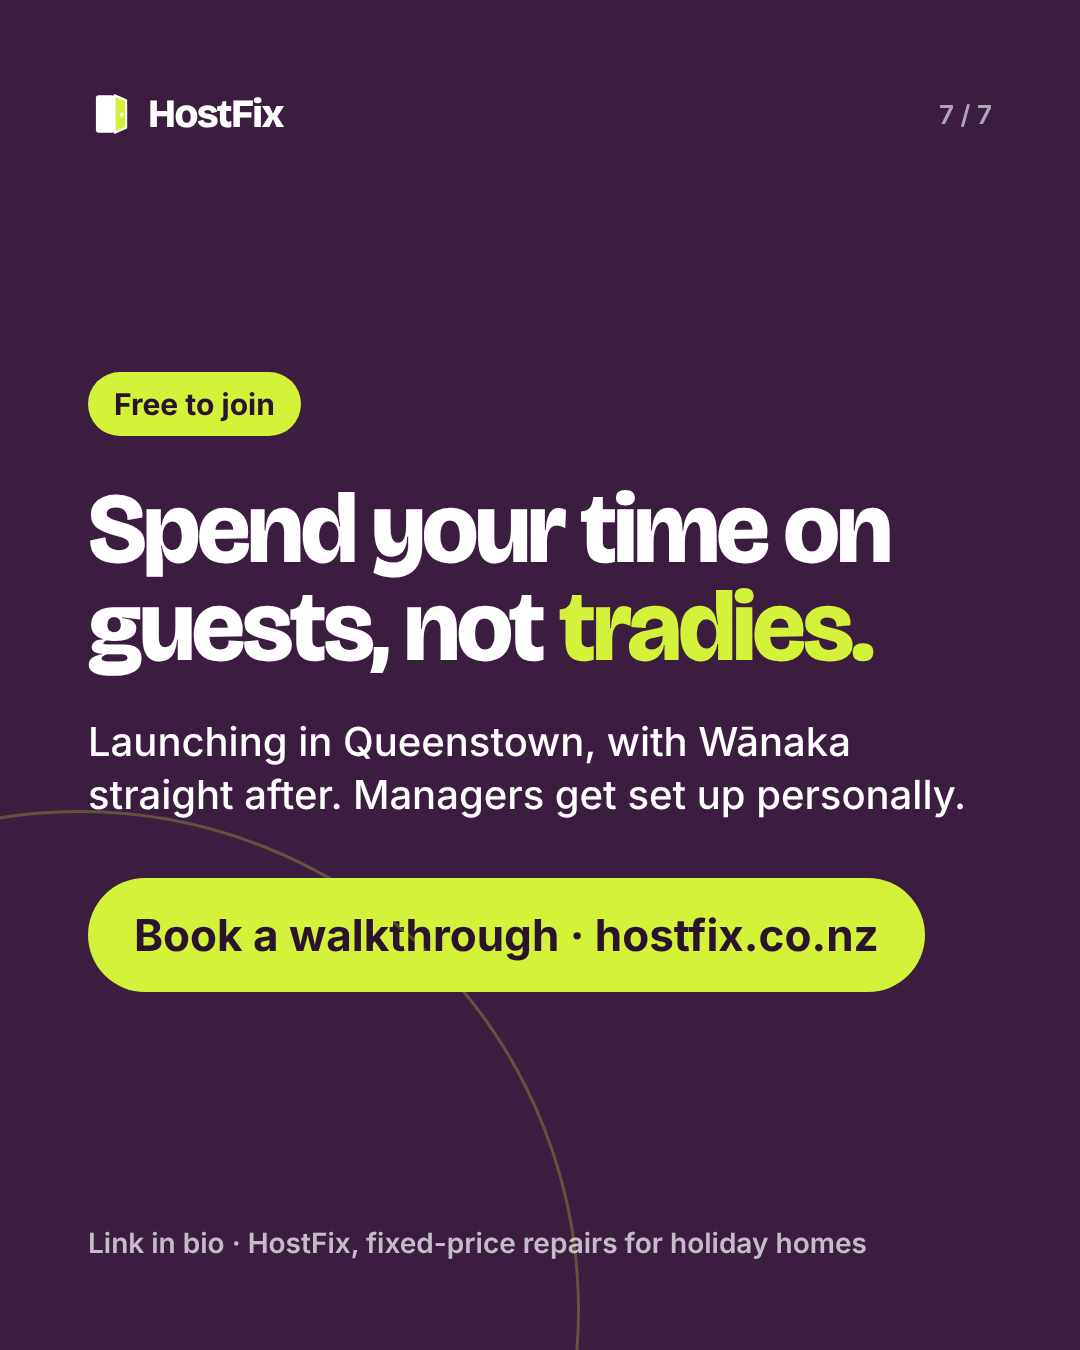 HostFix
7 / 7
Free to join
Spend your time on
guests, not tradies.
Launching in Queenstown, with Wānaka
straight after. Managers get set up personally.
Book a walkthrough · hostfix.co.nz
Link in bio · HostFix, fixed-price repairs for holiday homes